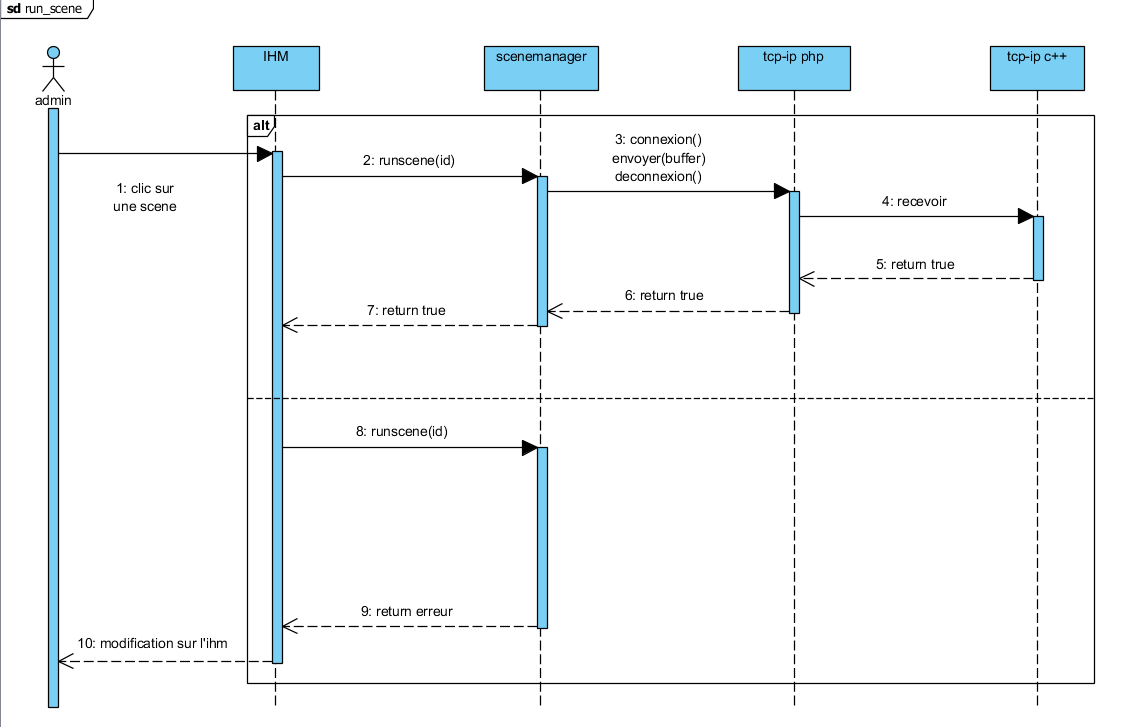 sd run_scene
admin
IHM
scenemanager
tcp-ip php
tcp-ip c++
alt
1: clic sur
une scene
2: runscene(id)
3: connexion()
envoyer(buffer)
deconnexion()
4: recevoir
5: return true
6: return true
7: return true
8: runscene(id)
9: return erreur
10: modification sur l'ihm